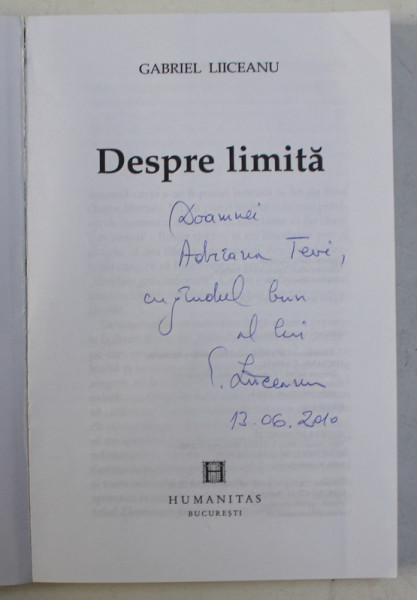 GABRIEL LIICEANU
Despre limită
Doamnei
Adriana Tevi,
cu gîndul bun
al lui
G. Liiceanu
13.06.2010
H
HUMANITAS
BUCUREȘTI